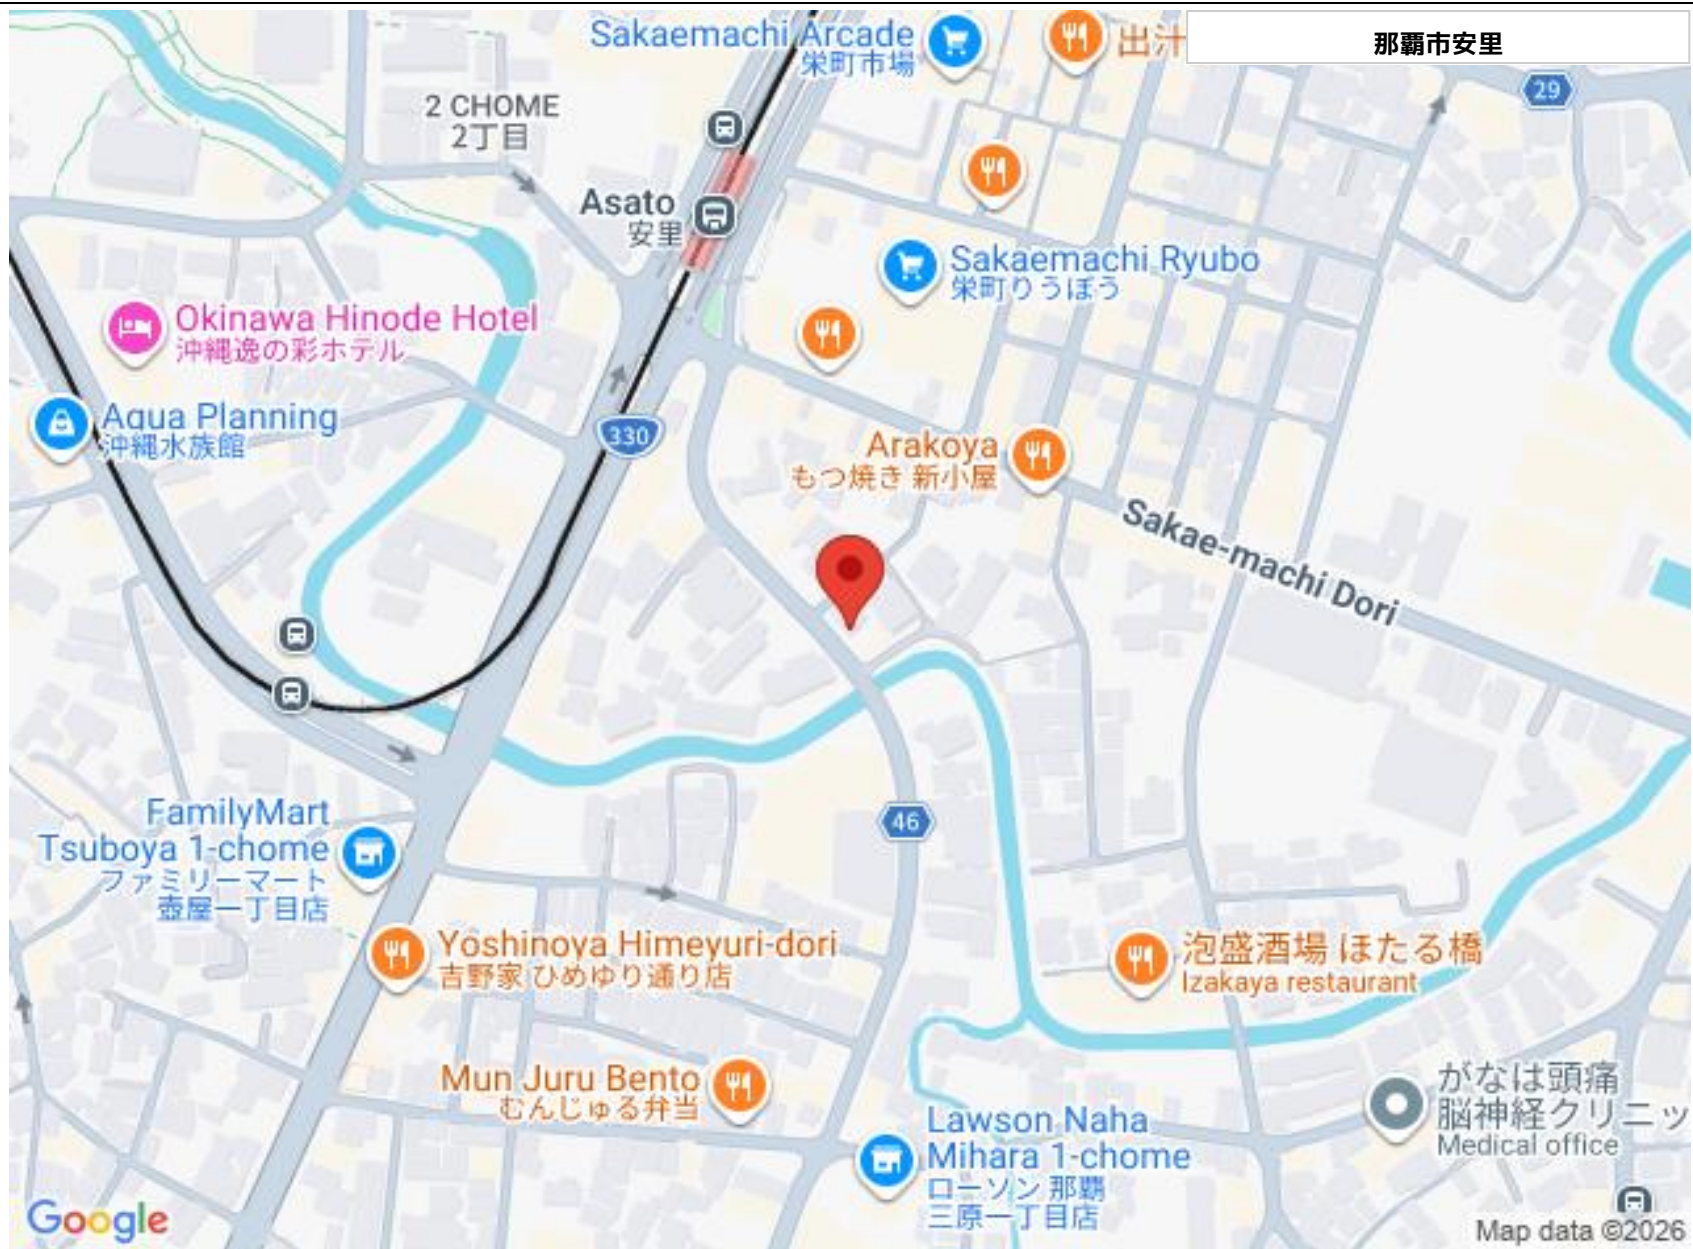 Sakaemachi Arcade
栄町市場
出汁
那覇市安里
29
2 CHOME
2丁目
Asato
安里
Sakaemachi Ryubo
栄町りうぼう
Okinawa Hinode Hotel
沖縄逸の彩ホテル
Aqua Planning
沖縄水族館
330
Arakoya
もつ焼き 新小屋
Sakae-machi Dori
46
FamilyMart
Tsuboya 1-chome
ファミリーマート
壺屋一丁目店
Yoshinoya Himeyuri-dori
吉野家 ひめゆり通り店
泡盛酒場 ほたる橋
Izakaya restaurant
Mun Juru Bento
むんじゅる弁当
がなは頭痛
脳神経クリニッ
Medical office
Lawson Naha
Mihara 1-chome
ローソン 那覇
三原一丁目店
Google
Map data ©2026